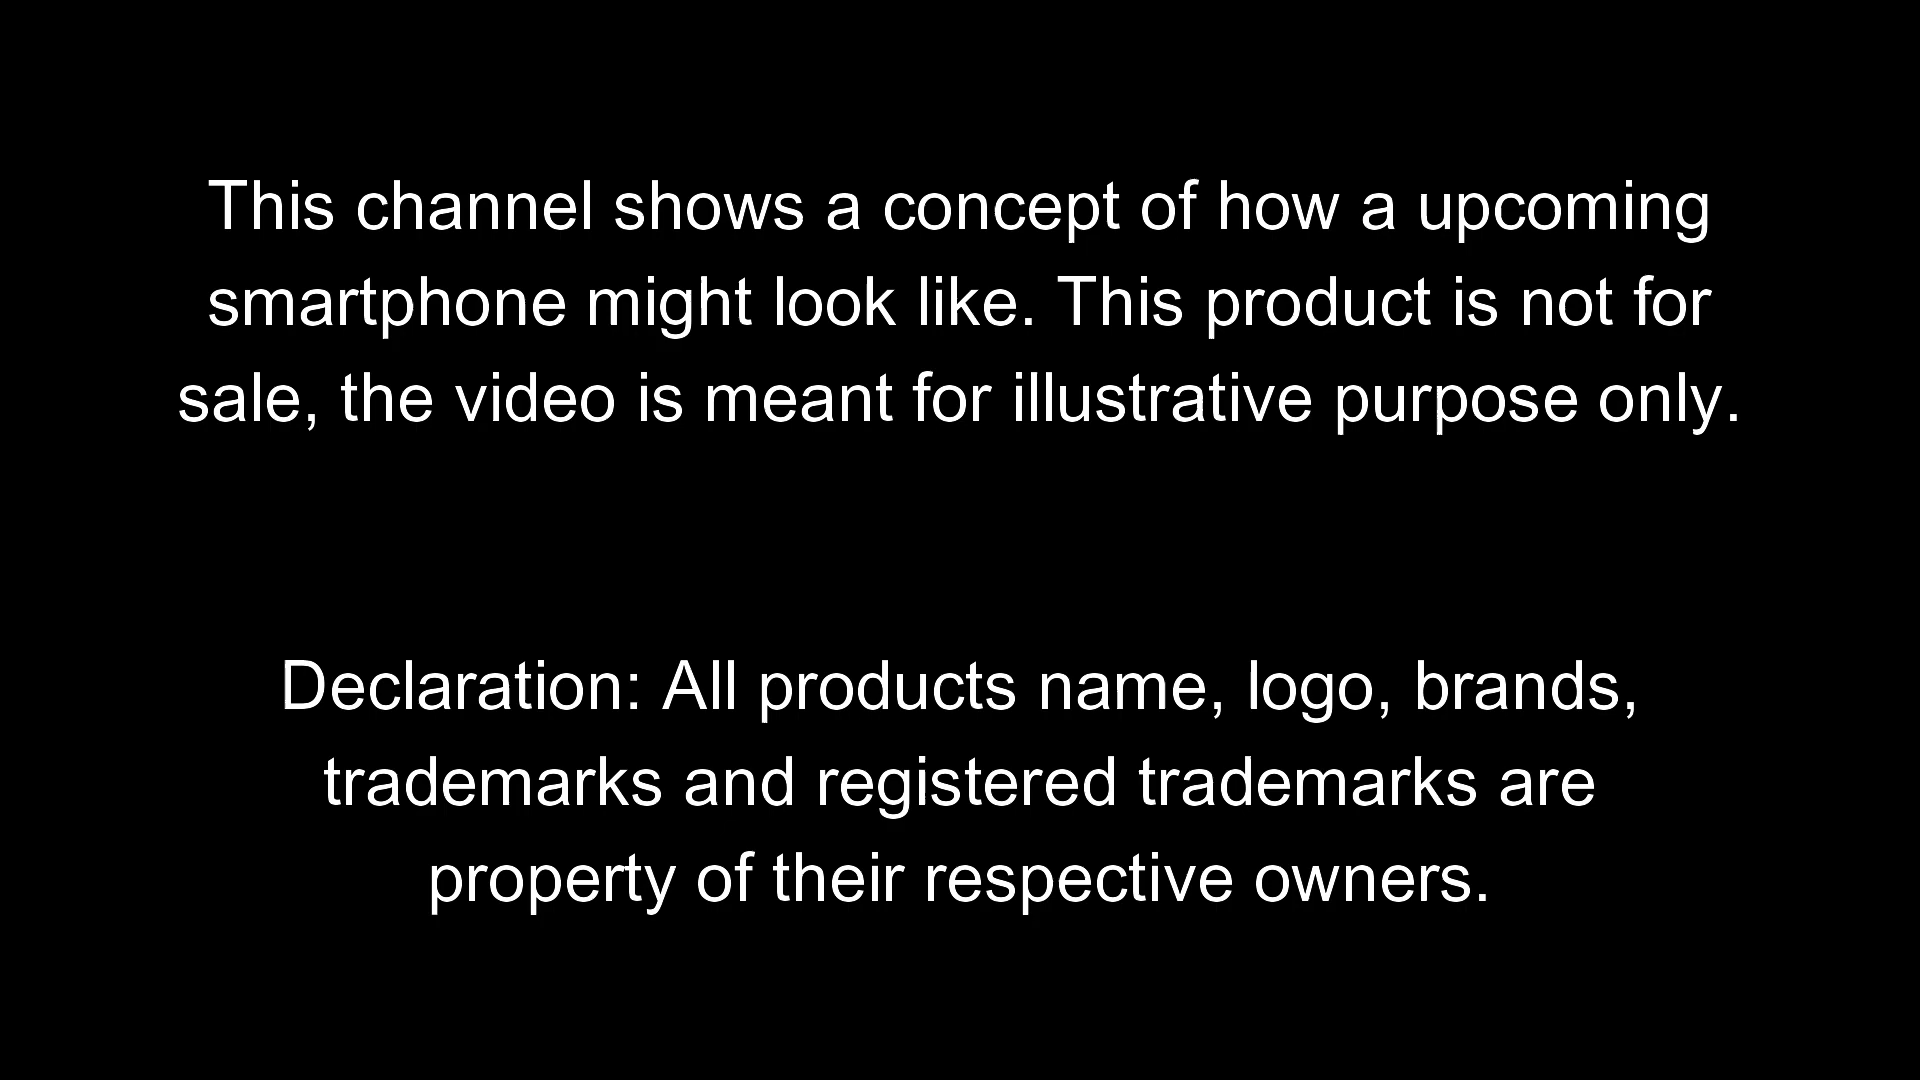 This channel shows a concept of how a upcoming
smartphone might look like. This product is not for
sale, the video is meant for illustrative purpose only.
Declaration: All products name, logo, brands,
trademarks and registered trademarks are
property of their respective owners.